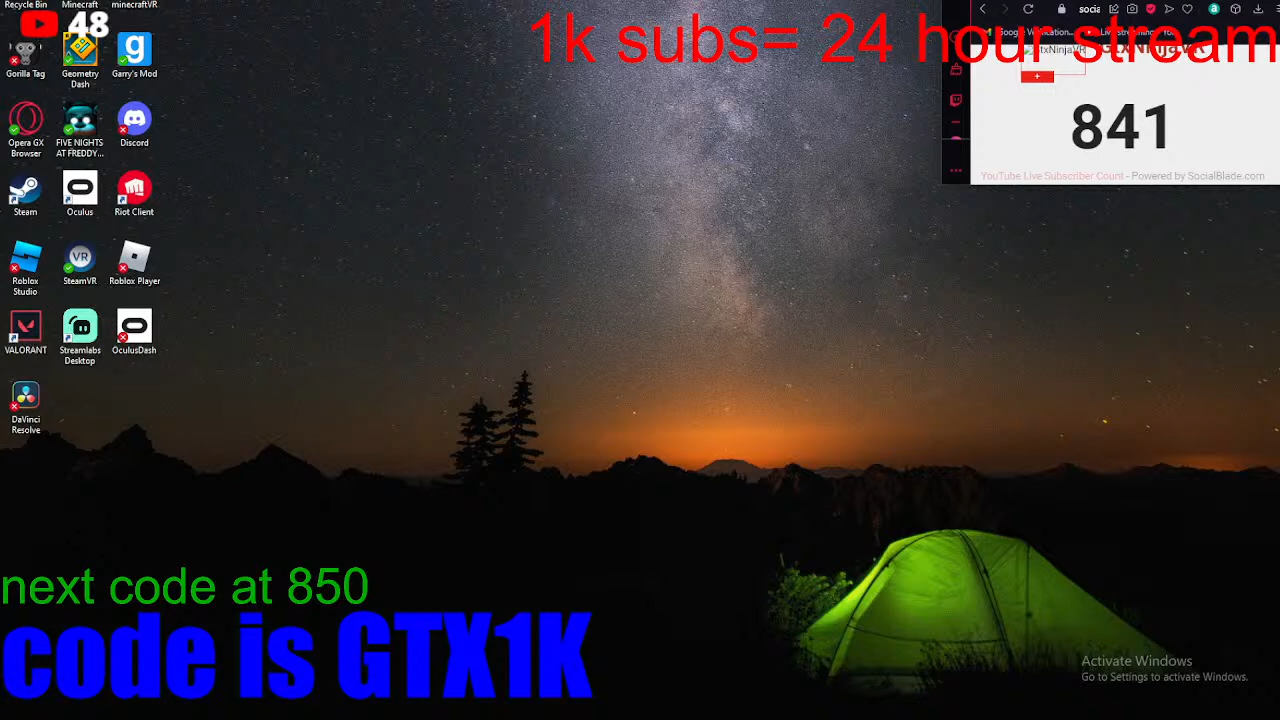 Recycle Bin
Minecraft
minecraftVR
48
Gorilla Tag
Geometry Dash
Garry's Mod
Opera GX Browser
FIVE NIGHTS AT FREDDY...
Discord
Steam
Oculus
Riot Client
Roblox Studio
VR
SteamVR
Roblox Player
VALORANT
Streamlabs Desktop
OculusDash
DaVinci Resolve
1k subs= 24 hour stream
socia
GtxNinjaVR
841
YouTube Live Subscriber Count - Powered by SocialBlade.com
next code at 850
code is GTX1K
Activate Windows
Go to Settings to activate Windows.